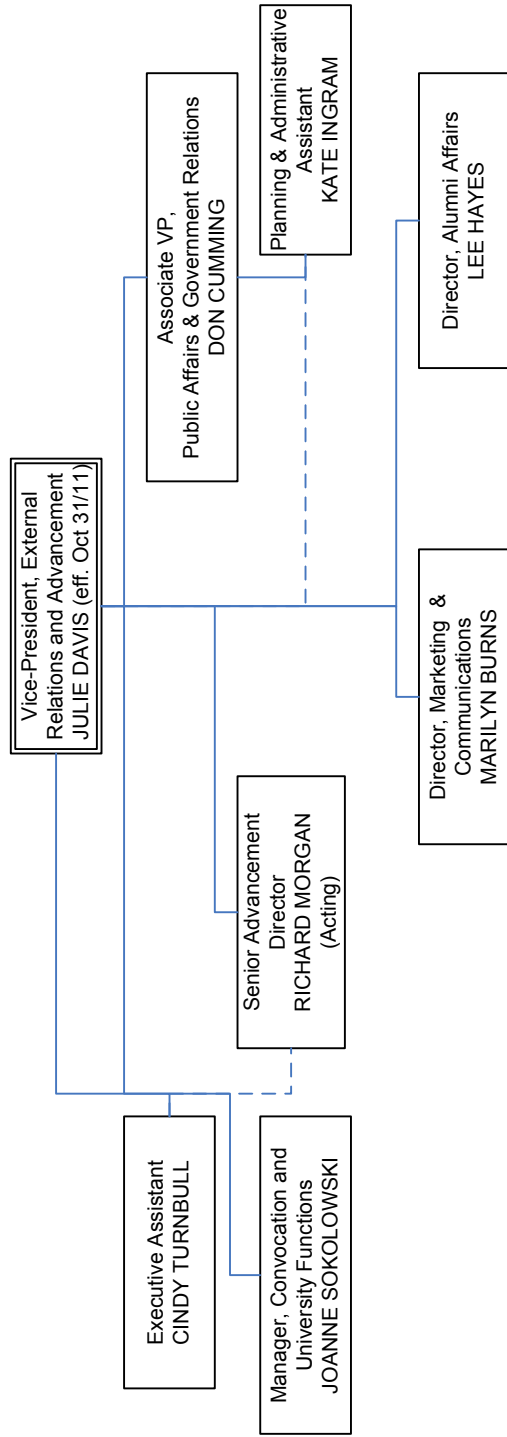 Vice-President, External
Relations and Advancement
JULIE DAVIS (eff. Oct 31/11)
Executive Assistant
CINDY TURNBULL
Associate VP,
Public Affairs & Government Relations
DON CUMMING
Manager, Convocation and
University Functions
JOANNE SOKOLOWSKI
Senior Advancement
Director
RICHARD MORGAN
(Acting)
Planning & Administrative
Assistant
KATE INGRAM
Director, Marketing &
Communications
MARILYN BURNS
Director, Alumni Affairs
LEE HAYES